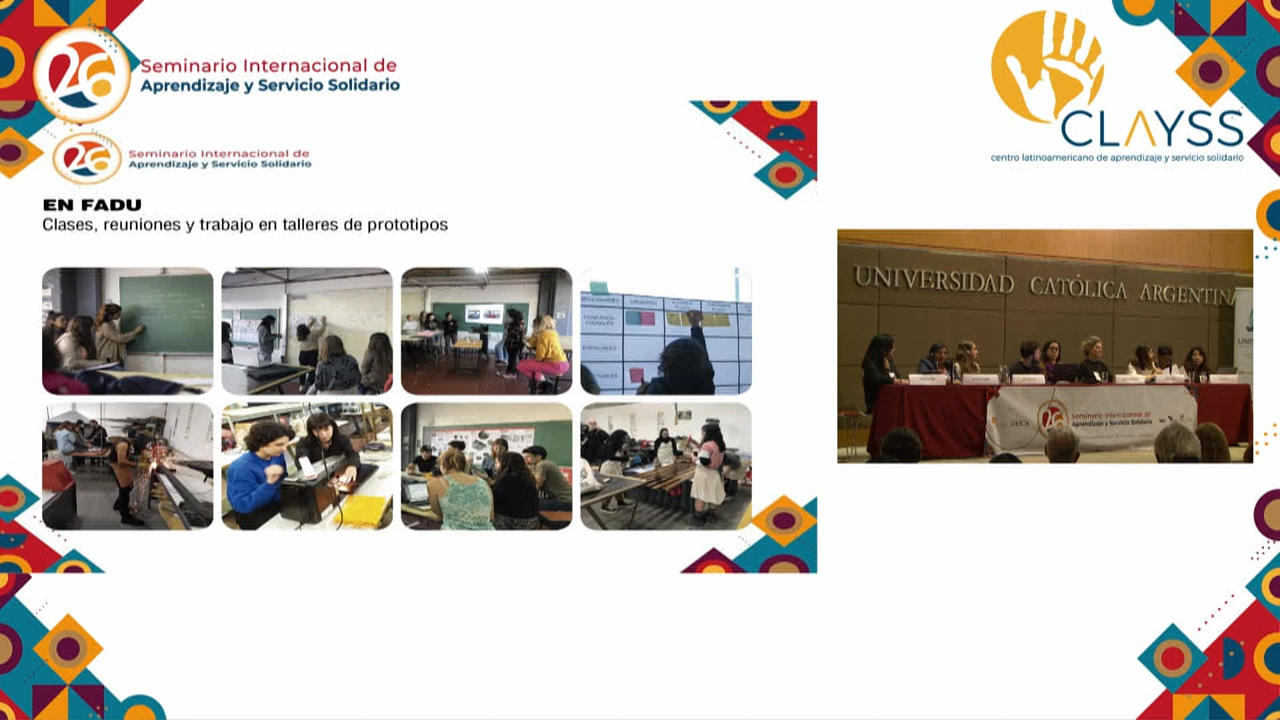 26
Seminario Internacional de
Aprendizaje y Servicio Solidario
26
Seminario Internacional de
Aprendizaje y Servicio Solidario
EN FADU
Clases, reuniones y trabajo en talleres de prototipos
CLAYSS
centro latinoamericano de aprendizaje y servicio solidario
UNIVERSIDAD CATÓLICA ARGENTINA
UCA
26
Seminario Internacional de
Aprendizaje y Servicio Solidario